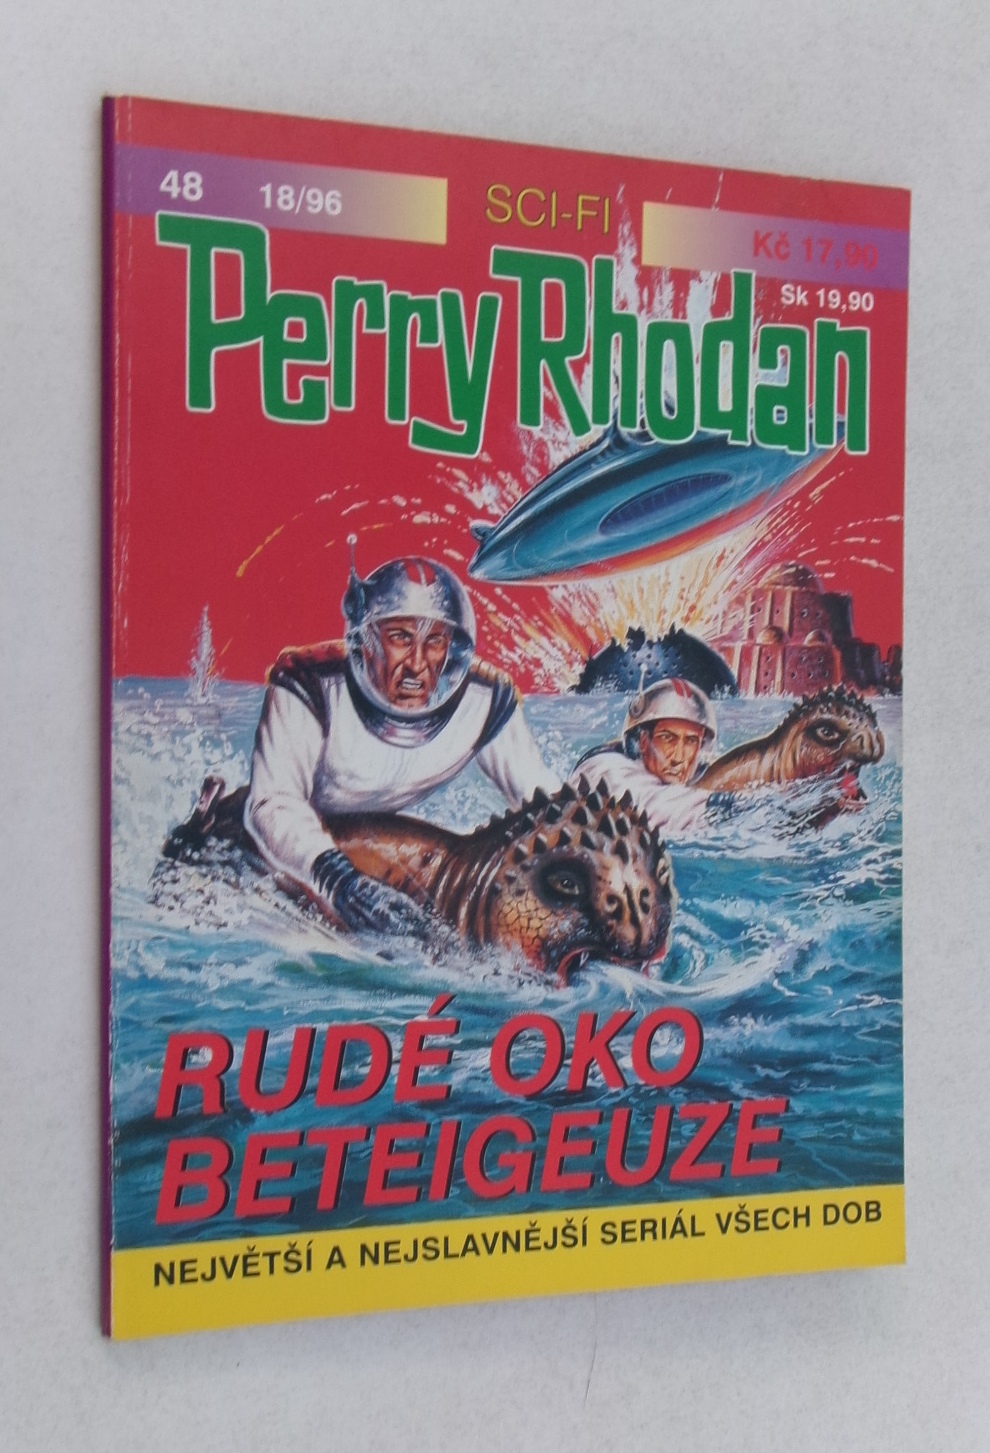 48 18/96
SCI-FI
Kč 17,90
Sk 19,90
Perry Rhodan
RUDÉ OKO
BETEIGEUZE
NEJVĚTŠÍ A NEJSLAVNĚJŠÍ SERIÁL VŠECH DOB